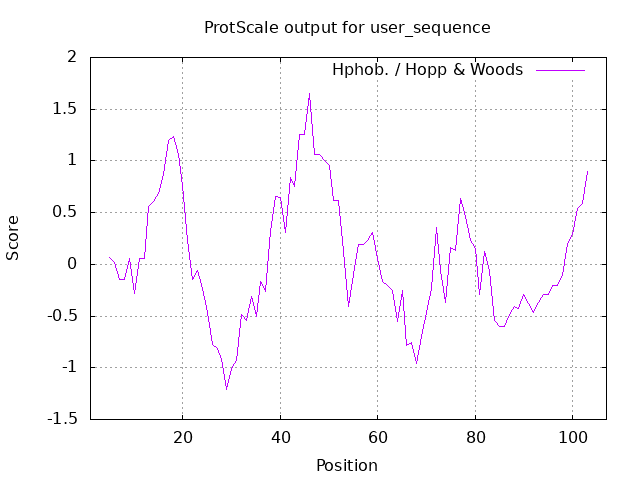 ProtScale output for user_sequence
Hphob. / Hopp & Woods
2
1.5
1
0.5
0
-0.5
-1
-1.5
Score
20 40 60 80 100
Position